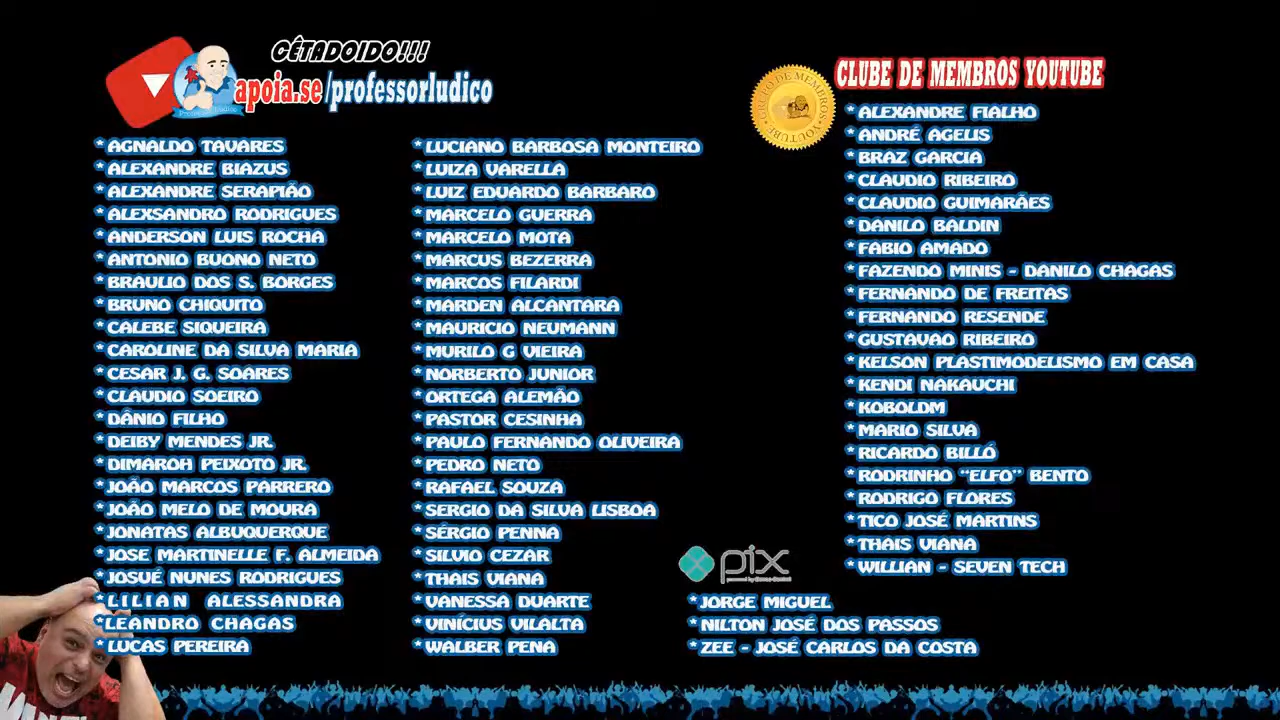 CÊTADOIDO!!!
apoia.se/professorludico
* AGNALDO TAVARES
* ALEXANDRE BIAZUS
* ALEXANDRE SERAPIÃO
* ALEXSANDRO RODRIGUES
* ANDERSON LUIS ROCHA
* ANTONIO BUONO NETO
* BRAULIO DOS S. BORGES
* BRUNO CHIQUITO
* CALEBE SIQUEIRA
* CAROLINE DA SILVA MARIA
* CESAR J. G. SOARES
* CLAUDIO SOEIRO
* DÂNIO FILHO
* DEIBY MENDES JR.
* DIMAROH PEIXOTO JR.
* JOÃO MARCOS PARRERO
* JOÃO MELO DE MOURA
* JONATAS ALBUQUERQUE
* JOSE MARTINELLE F. ALMEIDA
* JOSUÉ NUNES RODRIGUES
* LILIAN ALESSANDRA
*LEANDRO CHAGAS
* LUCAS PEREIRA
* LUCIANO BARBOSA MONTEIRO
* LUIZA VARELLA
* LUIZ EDUARDO BARBARO
* MARCELO GUERRA
* MARCELO MOTA
* MARCUS BEZERRA
* MARCOS FILARDI
* MARDEN ALCANTARA
* MAURICIO NEUMANN
* MURILO G VIEIRA
* NORBERTO JUNIOR
* ORTEGA ALEMÃO
* PASTOR CESINHA
* PAULO FERNANDO OLIVEIRA
* PEDRO NETO
* RAFAEL SOUZA
* SERGIO DA SILVA LISBOA
* SÉRGIO PENNA
* SILVIO CEZAR
* THAIS VIANA
* VANESSA DUARTE
* VINÍCIUS VILALTA
* WALBER PENA
GRUPO DE MEMBROS YOUTUBE
CLUBE DE MEMBROS YOUTUBE
* ALEXANDRE FIALHO
* ANDRÉ AGELIS
* BRAZ GARCIA
* CLAUDIO RIBEIRO
* CLAUDIO GUIMARÃES
* DANILO BALDIN
* FABIO AMADO
* FAZENDO MINIS - DANILO CHAGAS
* FERNANDO DE FREITAS
* FERNANDO RESENDE
* GUSTAVAO RIBEIRO
* KELSON PLASTIMODELISMO EM CASA
* KENDI NAKAUCHI
* KOBOLDM
* MARIO SILVA
* RICARDO BILLÓ
* RODRINHO "ELFO" BENTO
* RODRIGO FLORES
* TICO JOSÉ MARTINS
* THAIS VIANA
* WILLIAN - SEVEN TECH
pix
powered by Banco Central
* JORGE MIGUEL
* NILTON JOSÉ DOS PASSOS
* ZEE - JOSÉ CARLOS DA COSTA